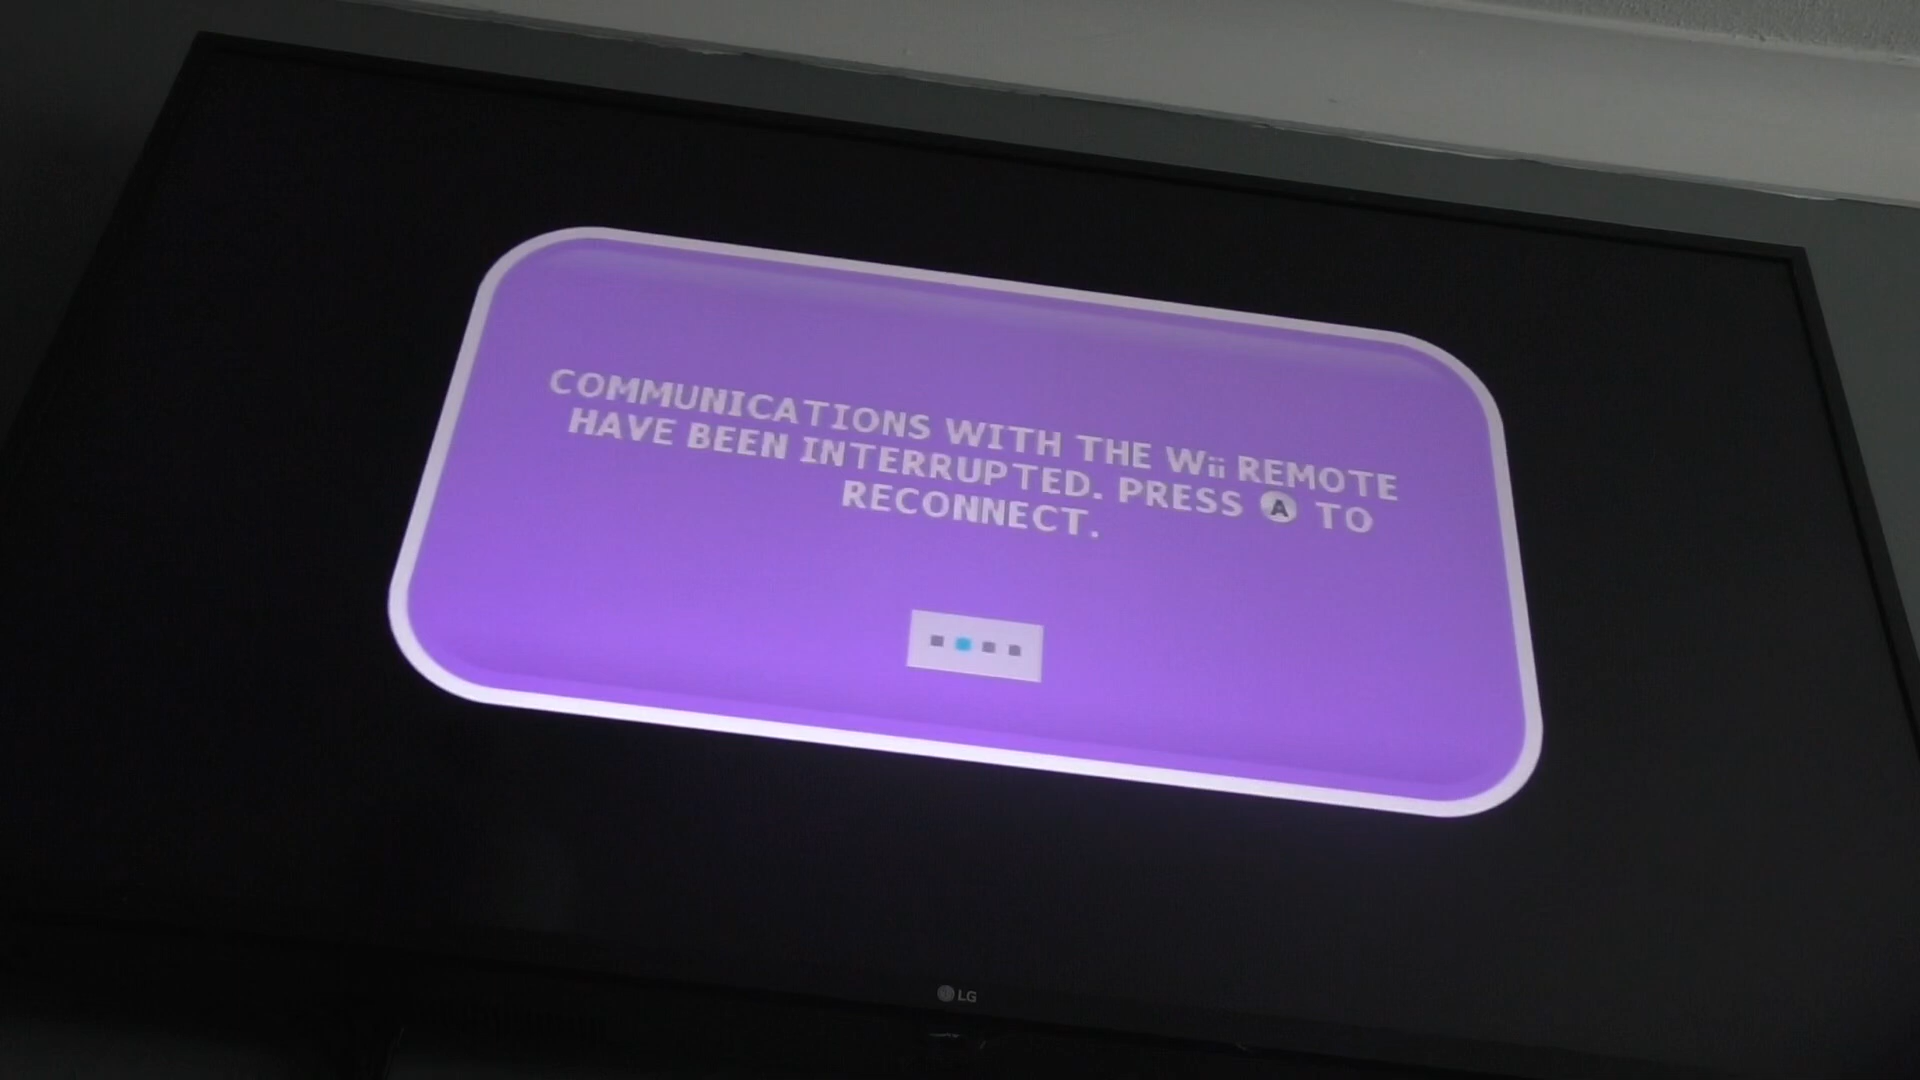 COMMUNICATIONS WITH THE Wii REMOTE
HAVE BEEN INTERRUPTED. PRESS A TO
RECONNECT.
LG